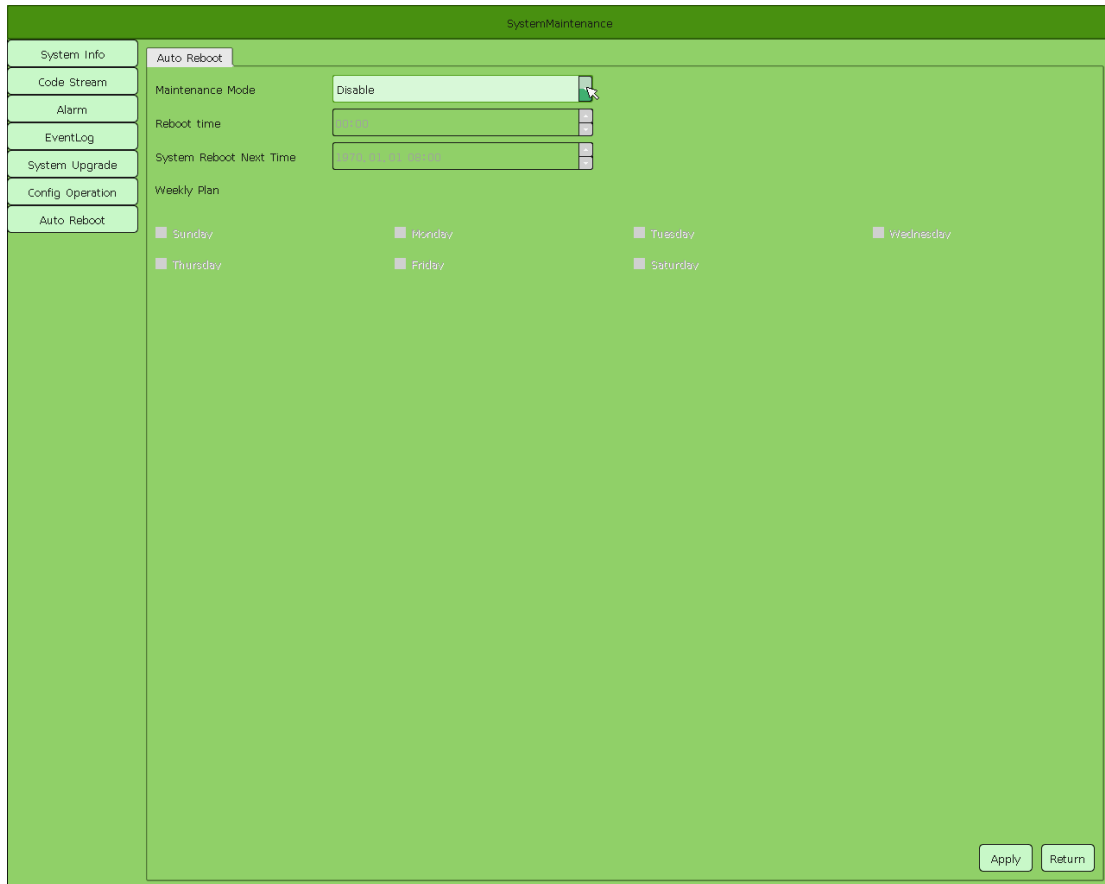 SystemMaintenance
System Info
Code Stream
Alarm
EventLog
System Upgrade
Config Operation
Auto Reboot
Auto Reboot
Maintenance Mode Disable
Reboot time 00:00
System Reboot Next Time 1970.01.01 08:00
Weekly Plan
Sunday Monday Tuesday Wednesday
Thursday Friday Saturday
Apply Return